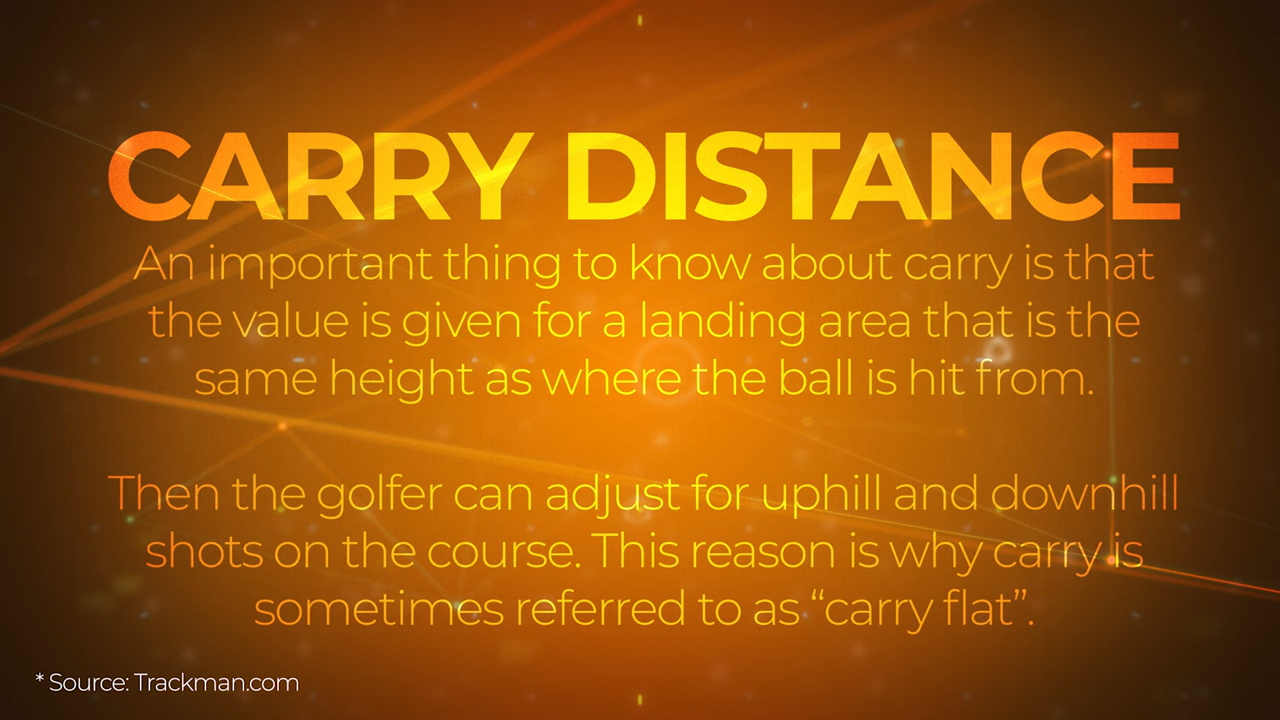 CARRY DISTANCE
An important thing to know about carry is that
the value is given for a landing area that is the
same height as where the ball is hit from.
Then the golfer can adjust for uphill and downhill
shots on the course. This reason is why carry is
sometimes referred to as “carry flat”.
* Source: Trackman.com